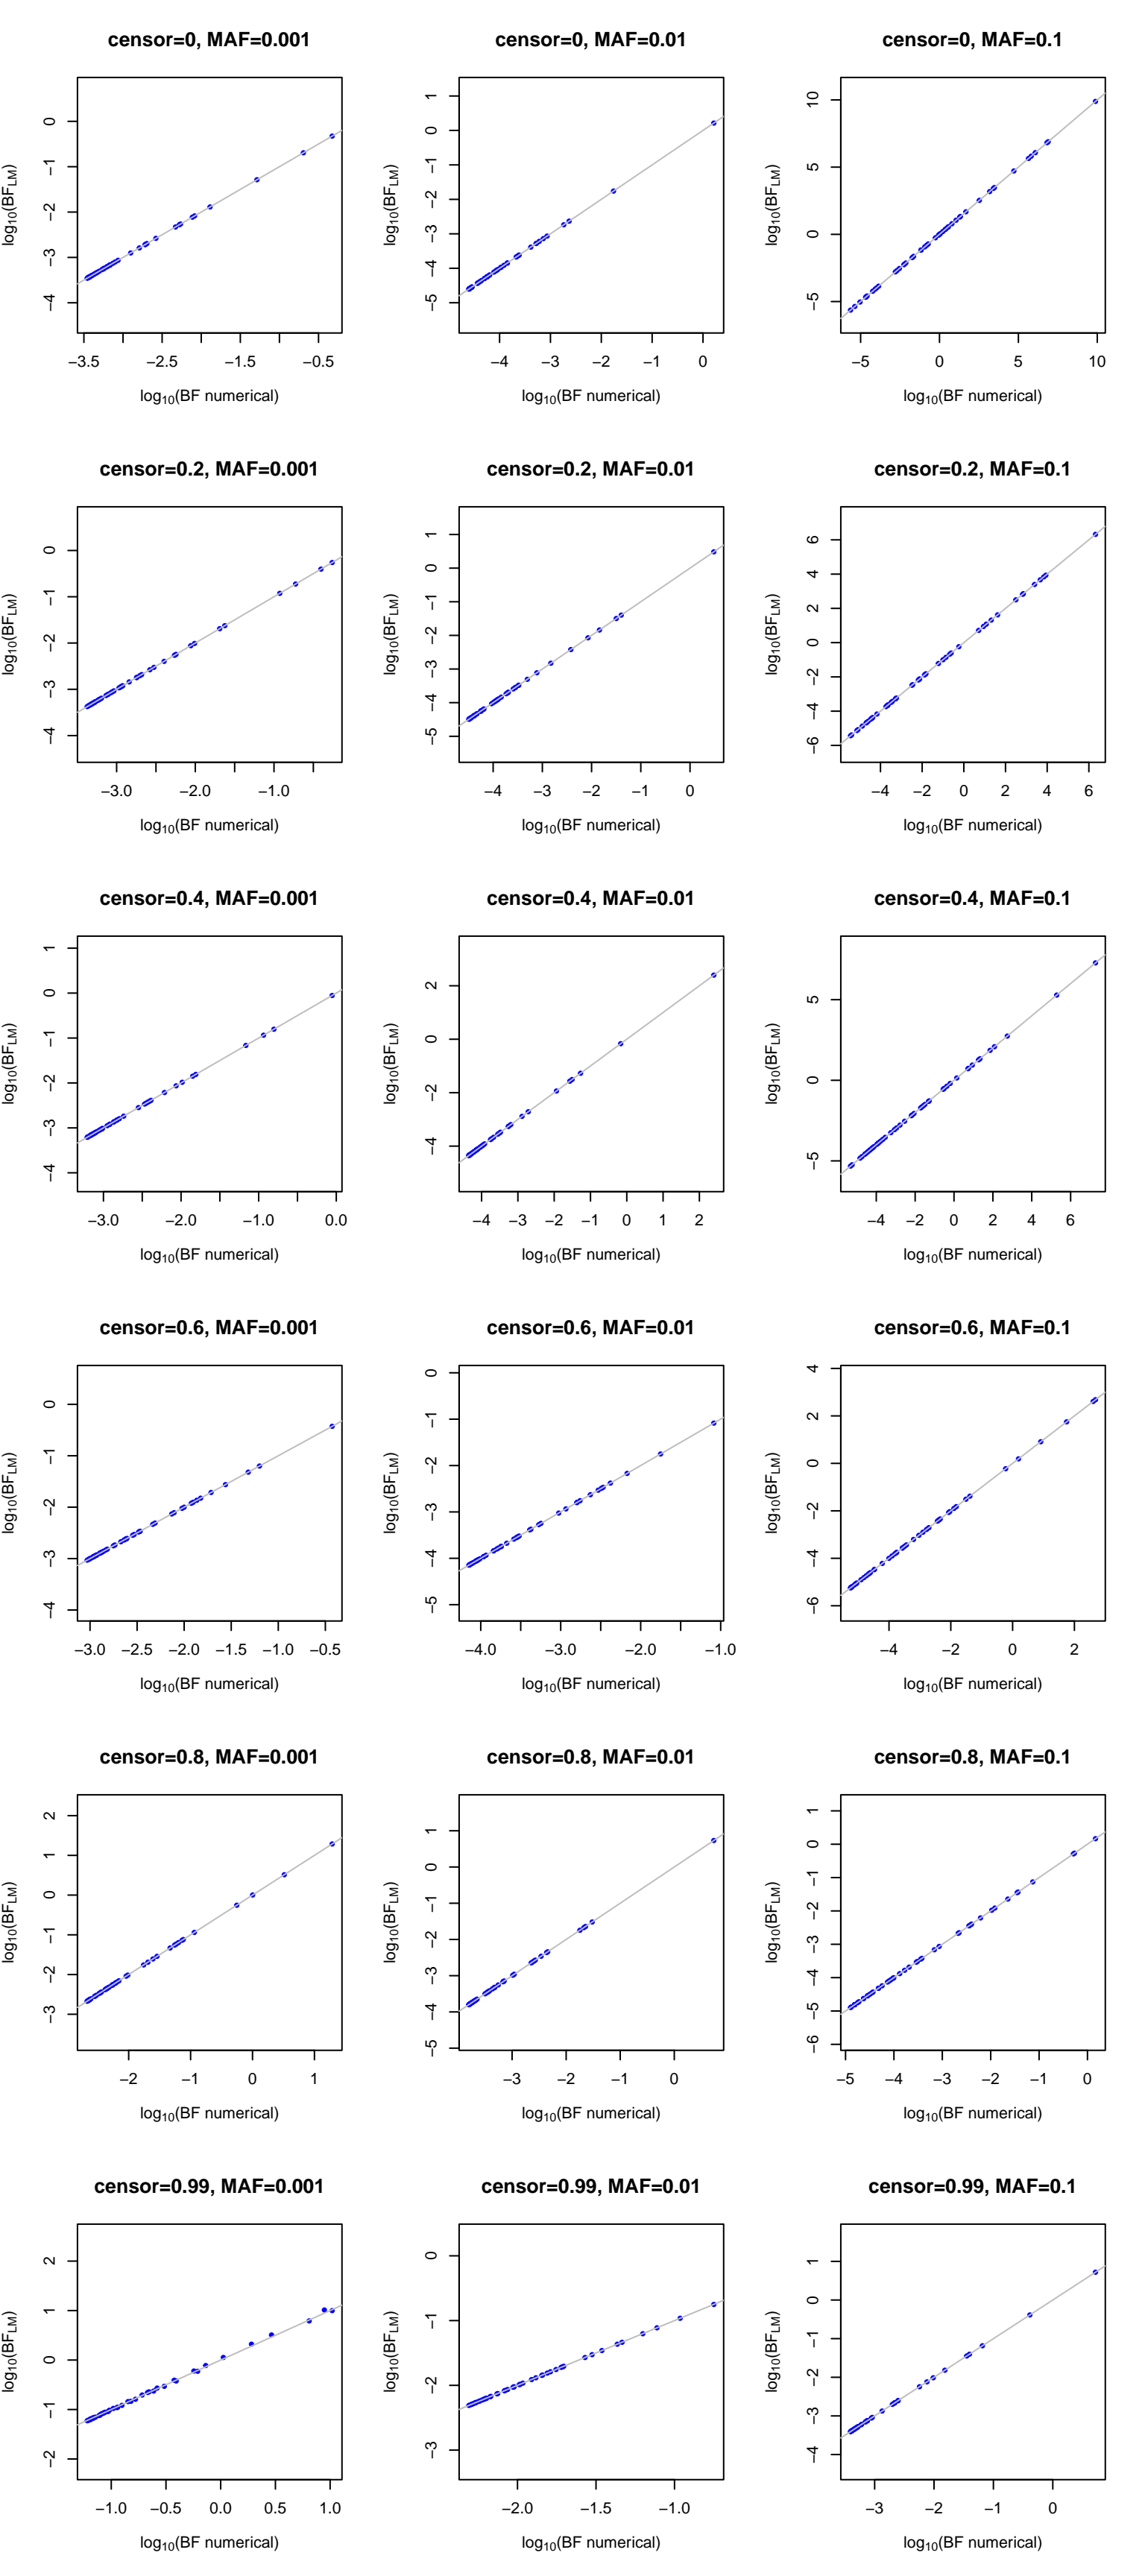 censor=0, MAF=0.001
log10(BFLM)
0
−1
−2
−3
−4
−3.5 −2.5 −1.5 −0.5
log10(BF numerical)
censor=0, MAF=0.01
log10(BFLM)
1
0
−1
−2
−3
−4
−5
−4 −3 −2 −1 0
log10(BF numerical)
censor=0, MAF=0.1
log10(BFLM)
10
5
0
−5
−5 0 5 10
log10(BF numerical)
censor=0.2, MAF=0.001
log10(BFLM)
0
−1
−2
−3
−4
−3.0 −2.0 −1.0
log10(BF numerical)
censor=0.2, MAF=0.01
log10(BFLM)
1
0
−1
−2
−3
−4
−5
−4 −3 −2 −1 0
log10(BF numerical)
censor=0.2, MAF=0.1
log10(BFLM)
6
4
2
0
−2
−4
−6
−4 −2 0 2 4 6
log10(BF numerical)
censor=0.4, MAF=0.001
log10(BFLM)
1
0
−1
−2
−3
−4
−3.0 −2.0 −1.0 0.0
log10(BF numerical)
censor=0.4, MAF=0.01
log10(BFLM)
2
0
−2
−4
−4 −3 −2 −1 0 1 2
log10(BF numerical)
censor=0.4, MAF=0.1
log10(BFLM)
5
0
−5
−4 −2 0 2 4 6
log10(BF numerical)
censor=0.6, MAF=0.001
log10(BFLM)
0
−1
−2
−3
−4
−3.0 −2.5 −2.0 −1.5 −1.0 −0.5
log10(BF numerical)
censor=0.6, MAF=0.01
log10(BFLM)
0
−1
−2
−3
−4
−5
−4.0 −3.0 −2.0 −1.0
log10(BF numerical)
censor=0.6, MAF=0.1
log10(BFLM)
4
2
0
−2
−4
−6
−4 −2 0 2
log10(BF numerical)
censor=0.8, MAF=0.001
log10(BFLM)
2
1
0
−1
−2
−3
−2 −1 0 1
log10(BF numerical)
censor=0.8, MAF=0.01
log10(BFLM)
1
0
−1
−2
−3
−4
−5
−3 −2 −1 0
log10(BF numerical)
censor=0.8, MAF=0.1
log10(BFLM)
1
0
−1
−2
−3
−4
−5
−6
−5 −4 −3 −2 −1 0
log10(BF numerical)
censor=0.99, MAF=0.001
log10(BFLM)
2
1
0
−1
−2
−1.0 −0.5 0.0 0.5 1.0
log10(BF numerical)
censor=0.99, MAF=0.01
log10(BFLM)
0
−1
−2
−3
−2.0 −1.5 −1.0
log10(BF numerical)
censor=0.99, MAF=0.1
log10(BFLM)
1
0
−1
−2
−3
−4
−3 −2 −1 0
log10(BF numerical)